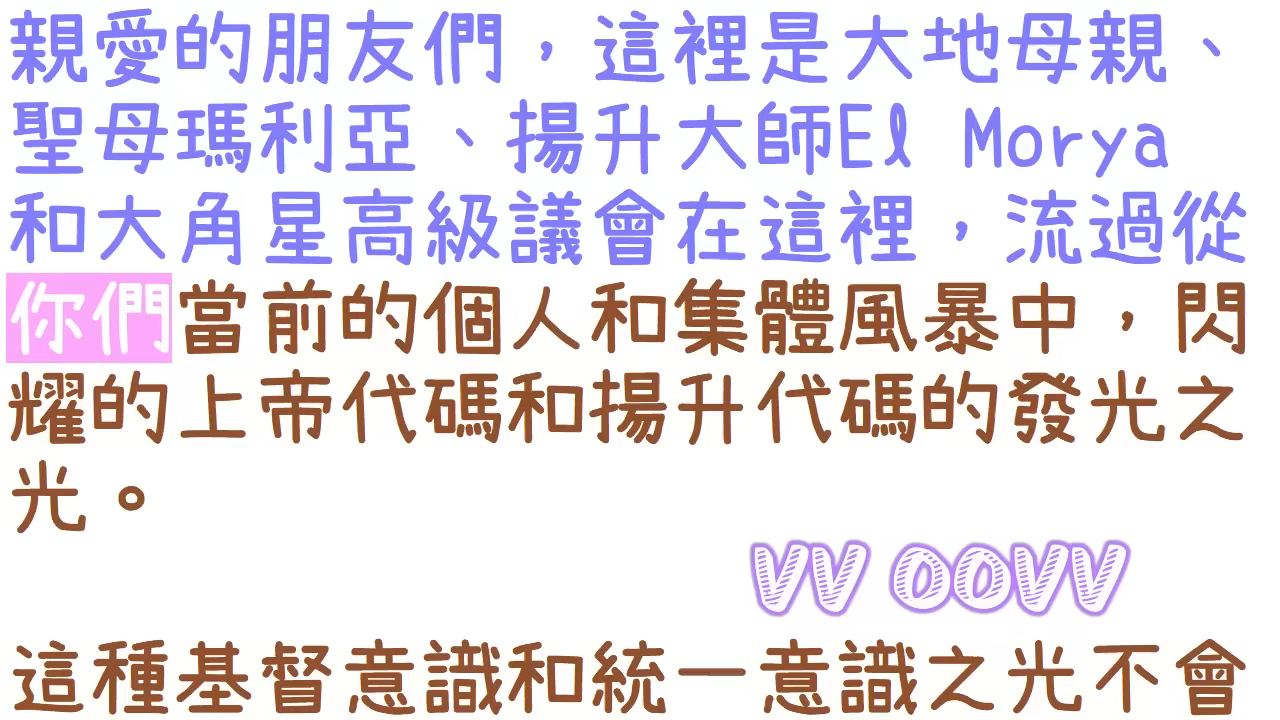 親愛的朋友們，這裡是大地母親、
聖母瑪利亞、揚升大師El Morya
和大角星高級議會在這裡，流過從
你們當前的個人和集體風暴中，閃
耀的上帝代碼和揚升代碼的發光之
光。
VV OOVV
這種基督意識和統一意識之光不會